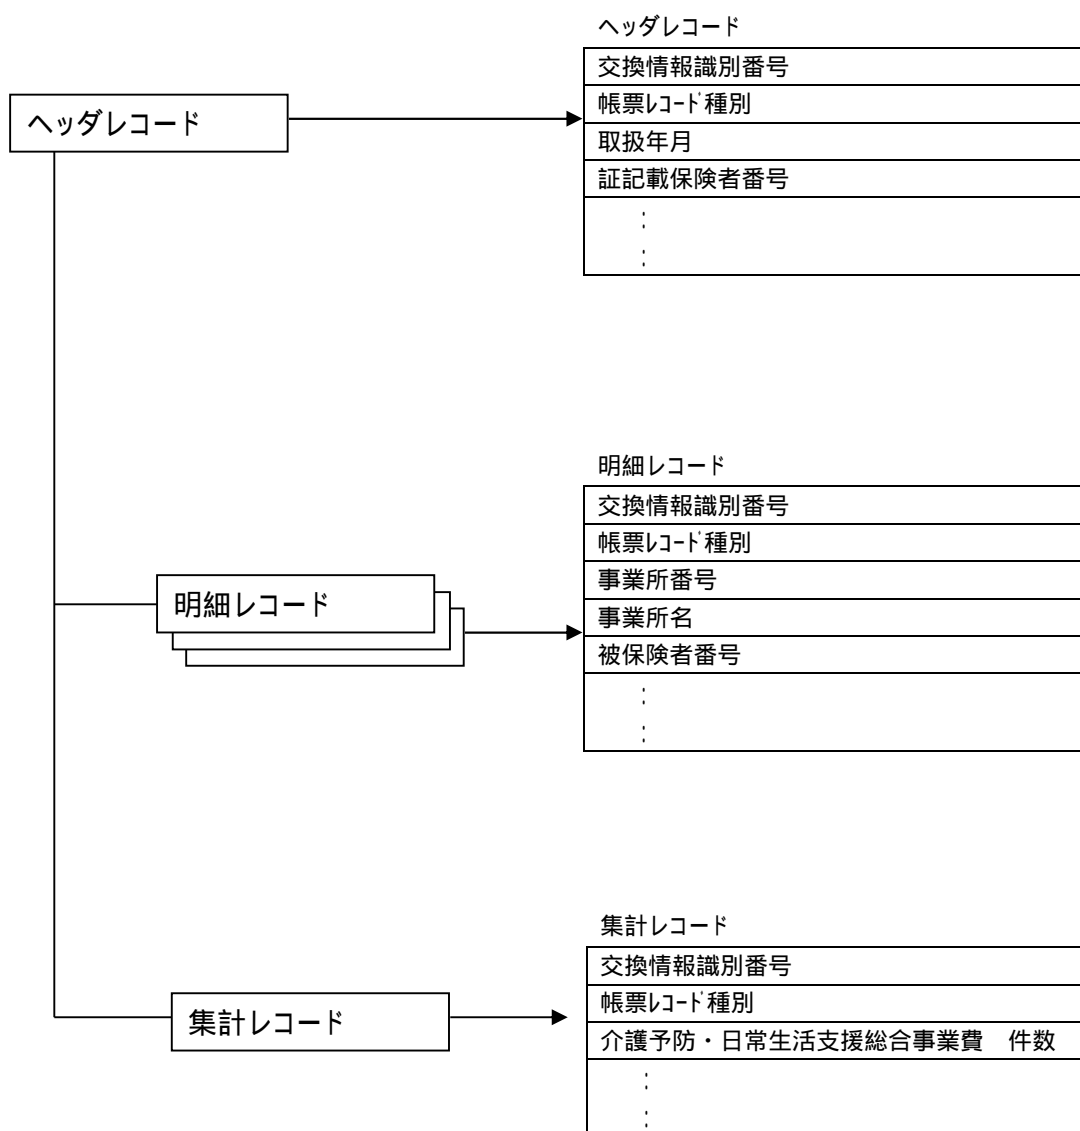 ヘッダレコード
交換情報識別番号
帳票ﾚｺｰﾄﾞ種別
取扱年月
証記載保険者番号
:
:
ヘッダレコード
明細レコード
交換情報識別番号
帳票ﾚｺｰﾄﾞ種別
事業所番号
事業所名
被保険者番号
:
:
明細レコード
集計レコード
交換情報識別番号
帳票ﾚｺｰﾄﾞ種別
介護予防・日常生活支援総合事業費　件数
:
:
集計レコード